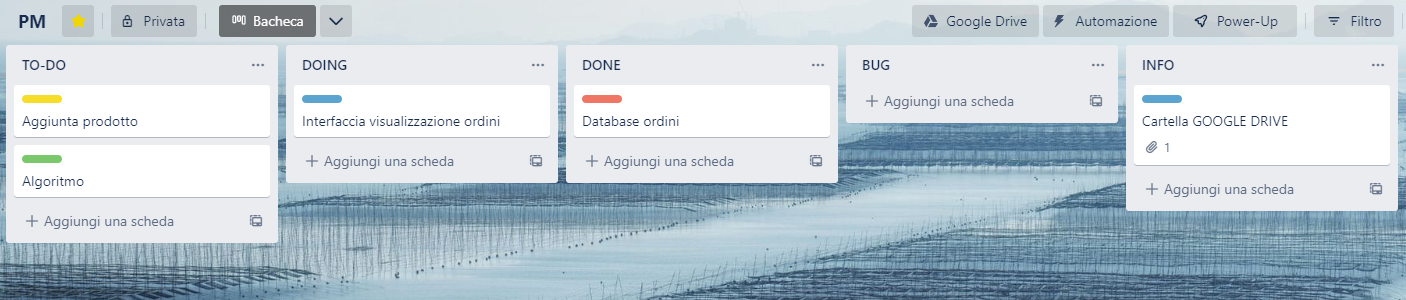 PM
Privata
Bacheca
Google Drive
Automazione
Power-Up
Filtro
TO-DO
Aggiunta prodotto
Algoritmo
Aggiungi una scheda
DOING
Interfaccia visualizzazione ordini
Aggiungi una scheda
DONE
Database ordini
Aggiungi una scheda
BUG
Aggiungi una scheda
INFO
Cartella GOOGLE DRIVE
1
Aggiungi una scheda